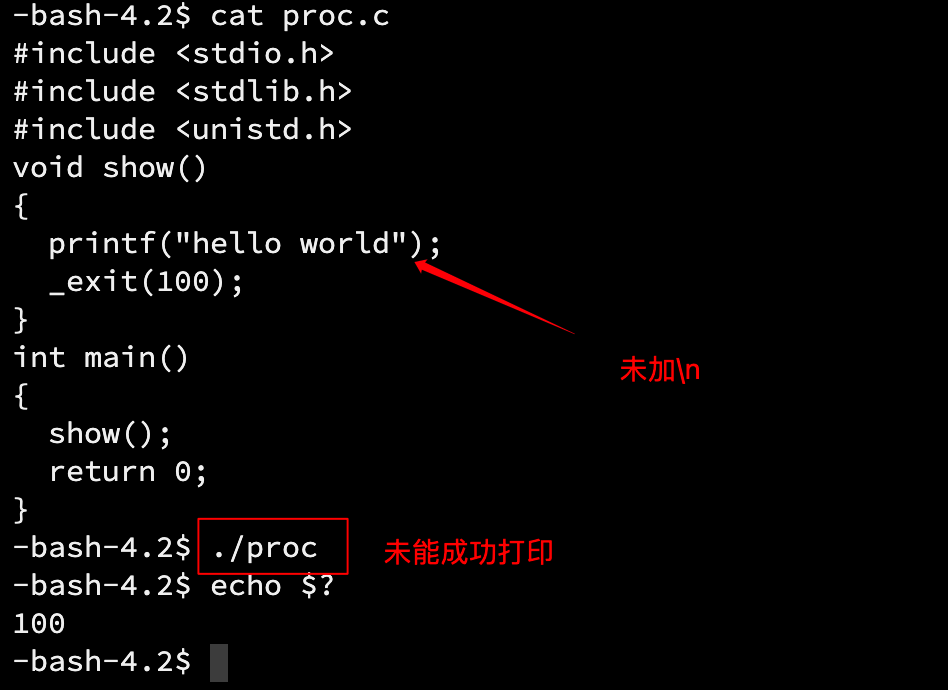 -bash-4.2$ cat proc.c
#include <stdio.h>
#include <stdlib.h>
#include <unistd.h>
void show()
{
  printf("hello world");
  _exit(100);
}
int main()
未加\n
{
  show();
  return 0;
}
-bash-4.2$ ./proc 未能成功打印
-bash-4.2$ echo $?
100
-bash-4.2$